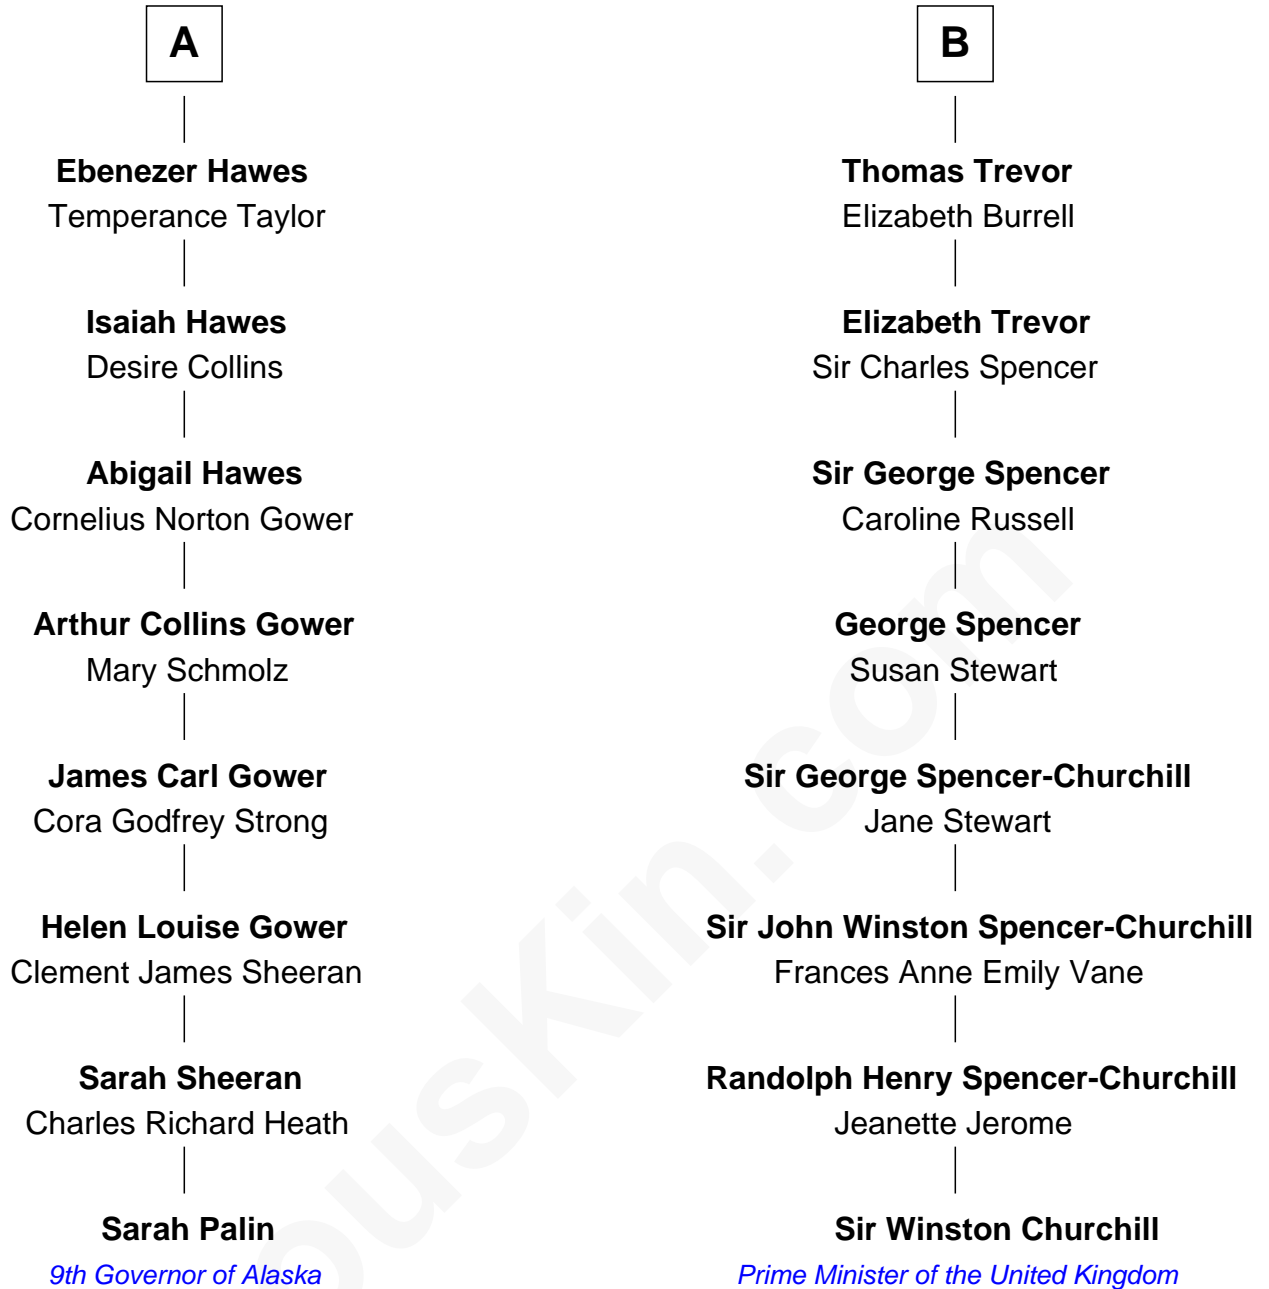 A
Ebenezer Hawes
Temperance Taylor
Isaiah Hawes
Desire Collins
Abigail Hawes
Cornelius Norton Gower
Arthur Collins Gower
Mary Schmolz
James Carl Gower
Cora Godfrey Strong
Helen Louise Gower
Clement James Sheeran
Sarah Sheeran
Charles Richard Heath
Sarah Palin
9th Governor of Alaska
B
Thomas Trevor
Elizabeth Burrell
Elizabeth Trevor
Sir Charles Spencer
Sir George Spencer
Caroline Russell
George Spencer
Susan Stewart
Sir George Spencer-Churchill
Jane Stewart
Sir John Winston Spencer-Churchill
Frances Anne Emily Vane
Randolph Henry Spencer-Churchill
Jeanette Jerome
Sir Winston Churchill
Prime Minister of the United Kingdom
ousKin.com